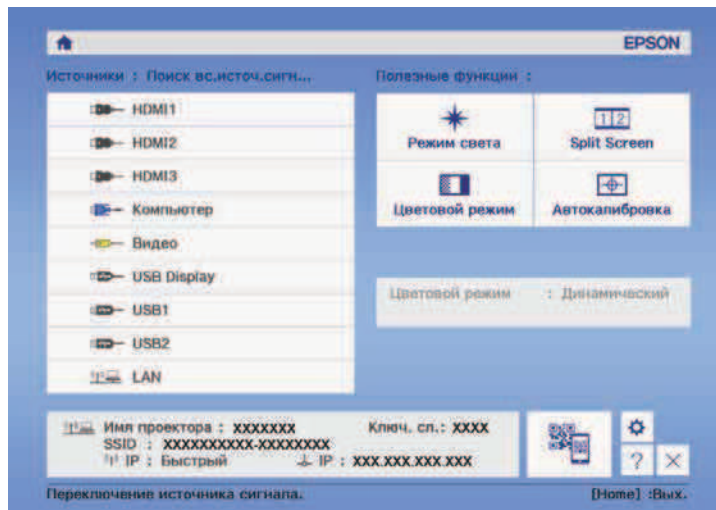 EPSON
Источники : Поиск вс.источ.сигн...
HDMI1
HDMI2
HDMI3
Компьютер
Видео
USB Display
USB1
USB2
LAN
Полезные функции :
Режим света
1 2
Split Screen
Цветовой режим
Автокалибровка
Цветовой режим : Динамический
Имя проектора : XXXXXXX Ключ. сл.: XXXX
SSID : XXXXXXXXXX-XXXXXXXX
IP : Быстрый IP : XXX.XXX.XXX.XXX
?
Переключение источника сигнала. [Home] :Вых.